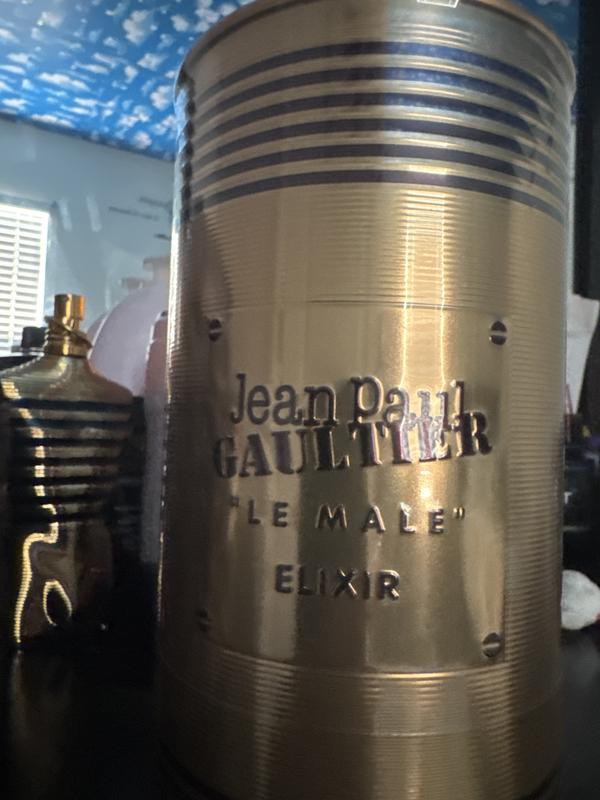 Jean Paul
GAULTIER
"LE MALE"
ELIXIR